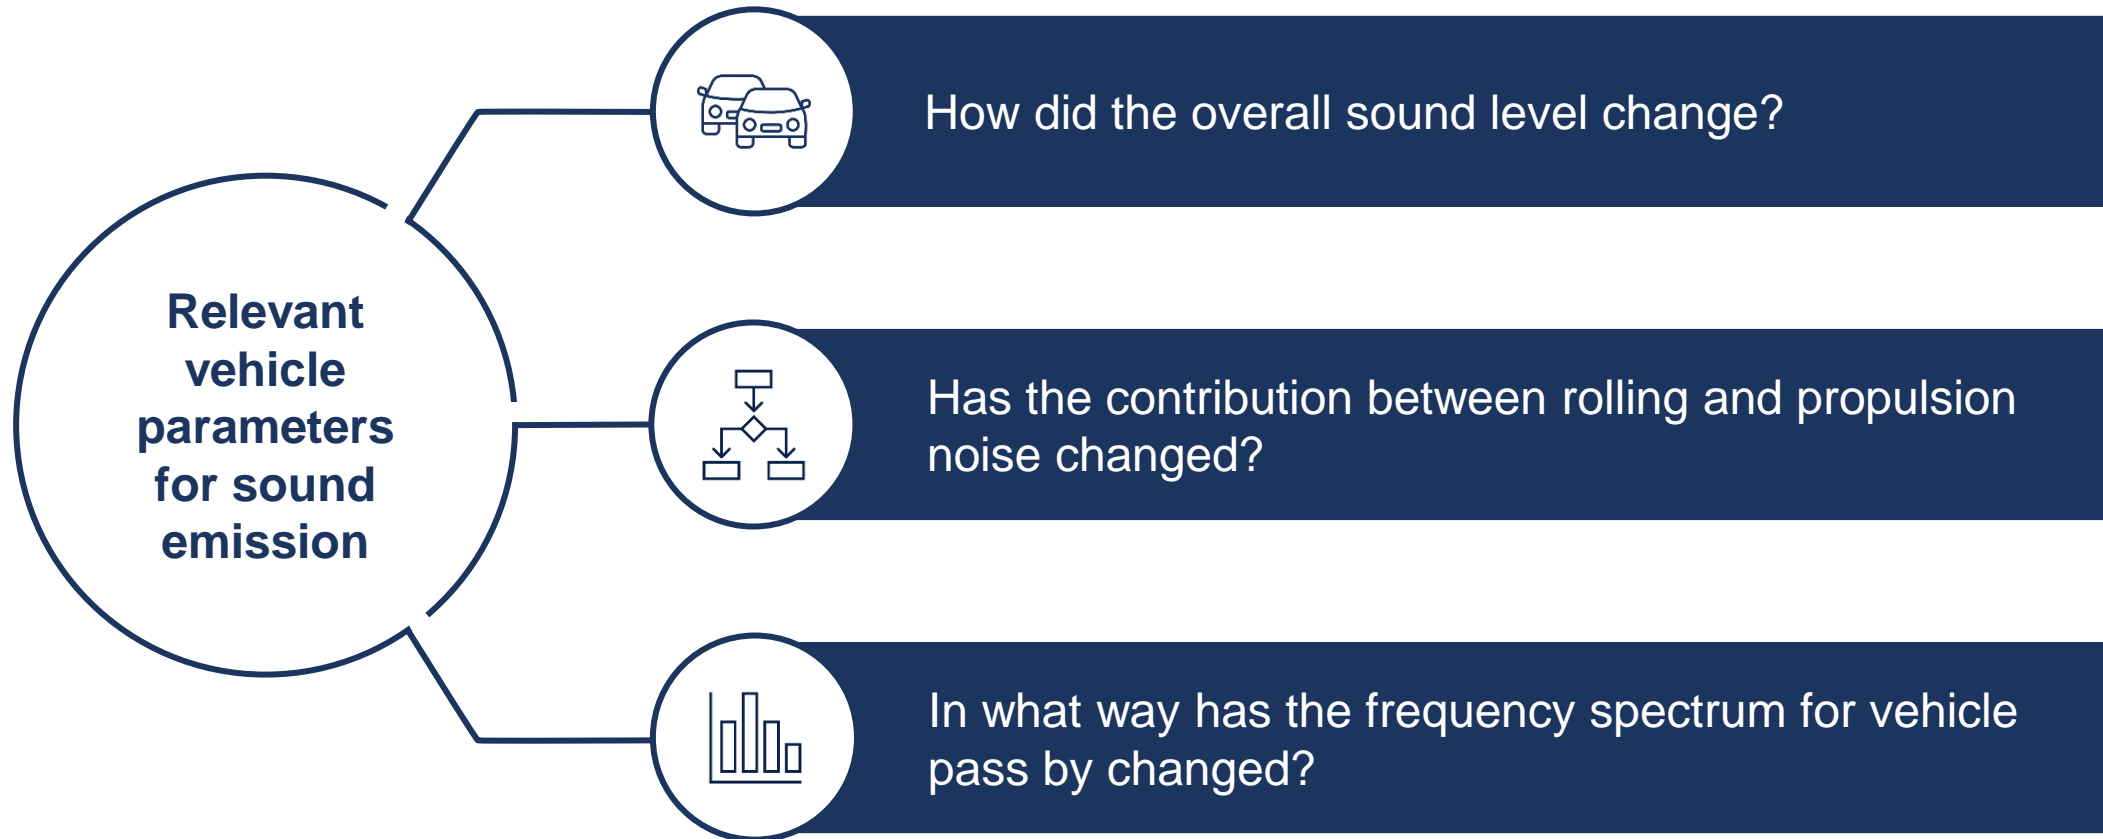 Relevant
vehicle
parameters
for sound
emission
How did the overall sound level change?
Has the contribution between rolling and propulsion
noise changed?
In what way has the frequency spectrum for vehicle
pass by changed?